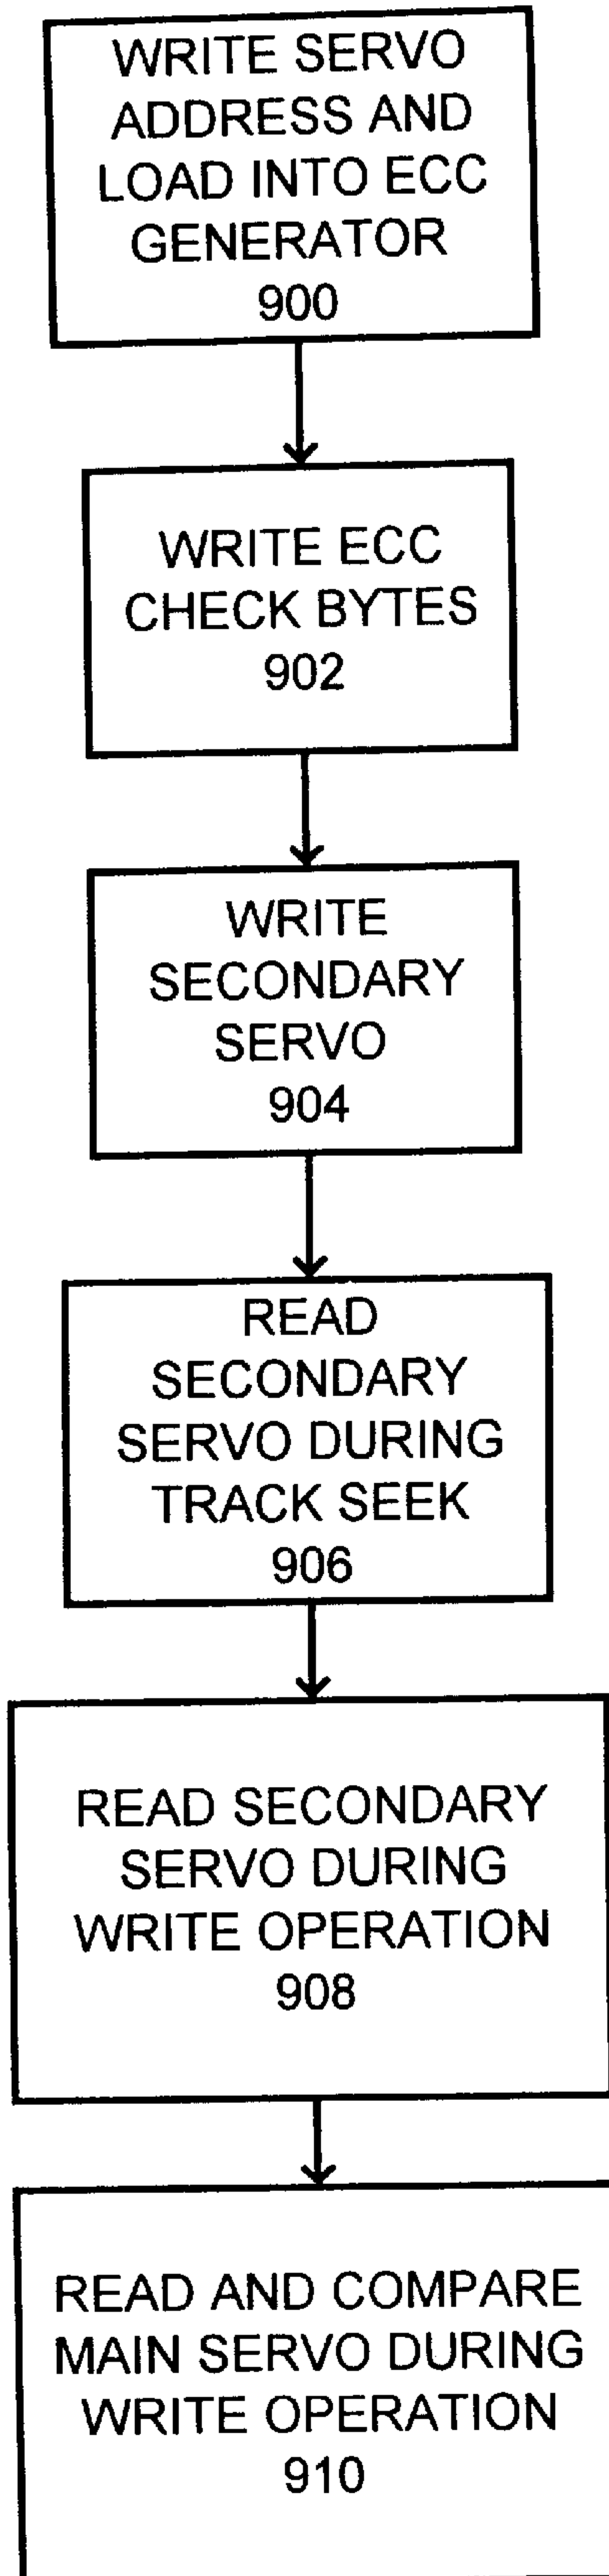 WRITE SERVO
ADDRESS AND
LOAD INTO ECC
GENERATOR
900
WRITE ECC
CHECK BYTES
902
WRITE
SECONDARY
SERVO
904
READ
SECONDARY
SERVO DURING
TRACK SEEK
906
READ SECONDARY
SERVO DURING
WRITE OPERATION
908
READ AND COMPARE
MAIN SERVO DURING
WRITE OPERATION
910